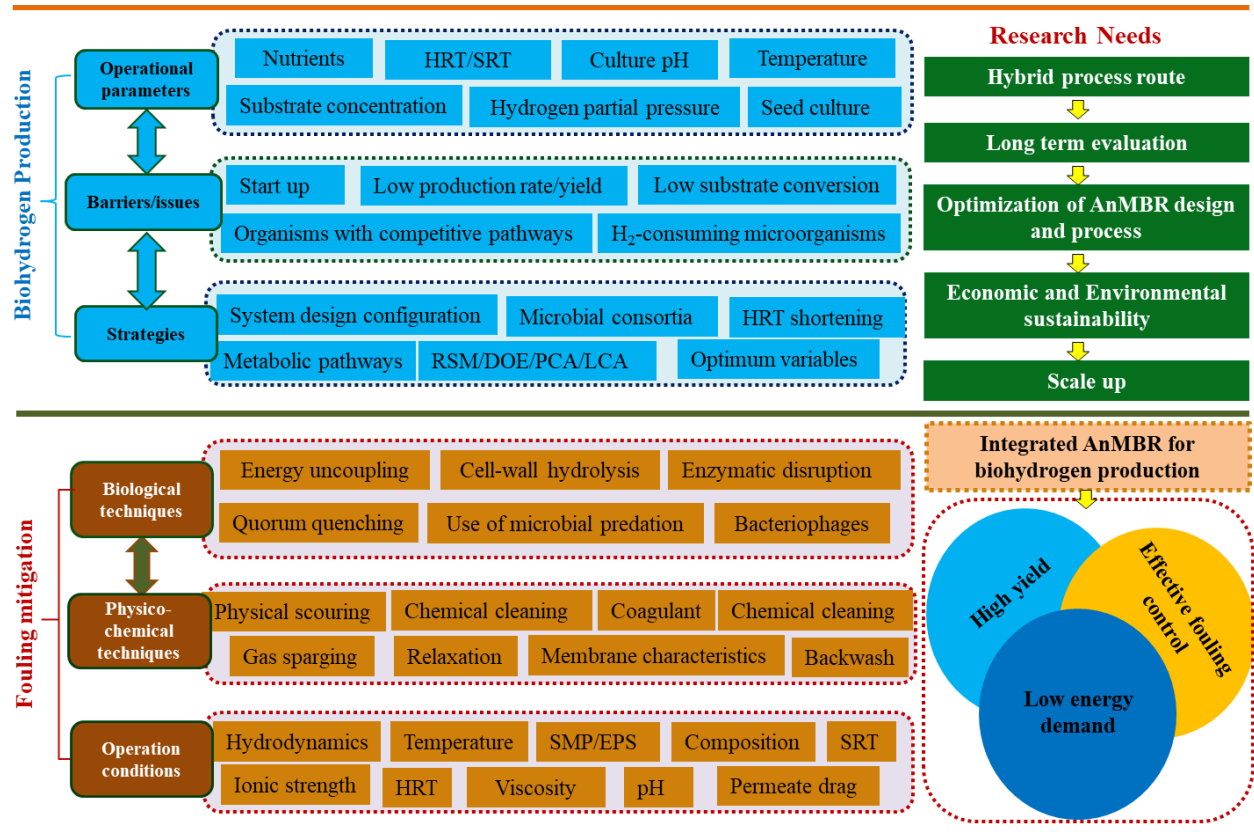 Biohydrogen Production
Operational
parameters
Nutrients
HRT/SRT
Culture pH
Temperature
Substrate concentration
Hydrogen partial pressure
Seed culture
Barriers/issues
Start up
Low production rate/yield
Low substrate conversion
Organisms with competitive pathways
H₂-consuming microorganisms
Strategies
System design configuration
Microbial consortia
HRT shortening
Metabolic pathways
RSM/DOE/PCA/LCA
Optimum variables
Research Needs
Hybrid process route
Long term evaluation
Optimization of AnMBR design
and process
Economic and Environmental
sustainability
Scale up
Fouling mitigation
Biological
techniques
Energy uncoupling
Cell-wall hydrolysis
Enzymatic disruption
Quorum quenching
Use of microbial predation
Bacteriophages
Physico-
chemical
techniques
Physical scouring
Chemical cleaning
Coagulant
Chemical cleaning
Gas sparging
Relaxation
Membrane characteristics
Backwash
Operation
conditions
Hydrodynamics
Temperature
SMP/EPS
Composition
SRT
Ionic strength
HRT
Viscosity
pH
Permeate drag
Integrated AnMBR for
biohydrogen production
High yield
Effective fouling
control
Low energy
demand